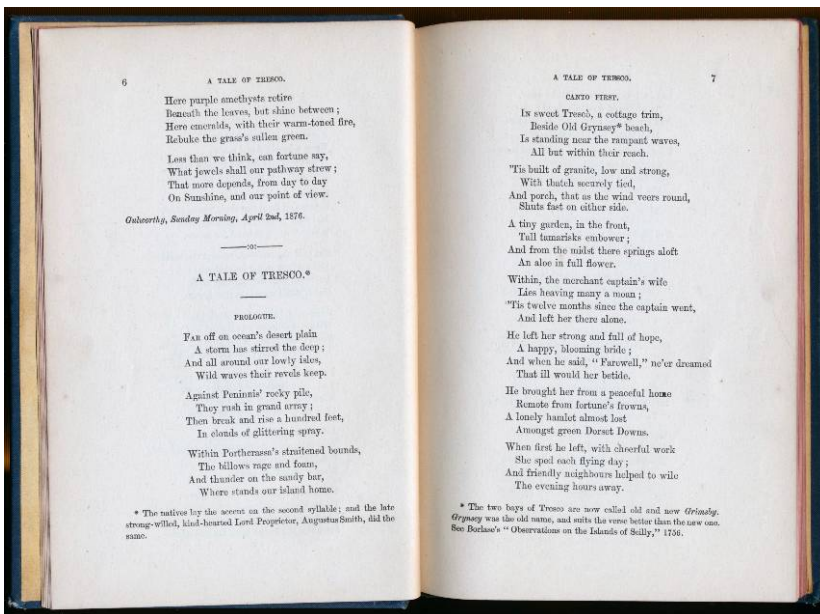 6
A TALE OF TRESCO.
Here purple amethysts retire
Beneath the leaves, but shine between ;
Here emeralds, with their warm-toned fire,
Rebuke the grass's sullen green.
Less than we think, can fortune say,
What jewels shall our pathway strew ;
That more depends, from day to day
On Sunshine, and our point of view.
Gulworthy, Sunday Morning, April 2nd, 1876.
A TALE OF TRESCO.*
PROLOGUE.
FAR off on ocean's desert plain
A storm has stirred the deep ;
And all around our lowly isles,
Wild waves their revels keep.
Against Peninnis' rocky pile,
They rush in grand army ;
Then break and rise a hundred feet,
In clouds of glittering spray.
Within Porthcrassa's straitened bounds,
The billows rage and foam,
And thunder on the sandy bar,
Where stands our island home.
* The natives lay the accent on the second syllable ; and the late
strong-willed, kind-hearted Lord Proprietor, Augustus Smith, did the
same.
A TALE OF TRESCO.
7
CANTO FIRST.
IN sweet Trescò, a cottage trim,
Beside Old Grynsey* beach,
Is standing near the rampant waves,
All but within their reach.
'Tis built of granite, low and strong,
With thatch securely tied,
And porch, that as the wind veers round,
Shuts fast on either side.
A tiny garden, in the front,
Tall tamarisks embower ;
And from the midst there springs aloft
An aloe in full flower.
Within, the merchant captain's wife
Lies heaving many a moan ;
'Tis twelve months since the captain went,
And left her there alone.
He left her strong and full of hope,
A happy, blooming bride ;
And when he said, " Farewell," ne'er dreamed
That ill would her betide.
He brought her from a peaceful home
Remote from fortune's frowns,
A lonely hamlet almost lost
Amongst green Dorset Downs.
When first he left, with cheerful work
She sped each flying day ;
And friendly neighbours helped to wile
The evening hours away.
* The two bays of Tresco are now called old and new Grimsby.
Grynsey was the old name, and suits the verse better than the new one.
See Borlase's " Observations on the Islands of Scilly," 1756.